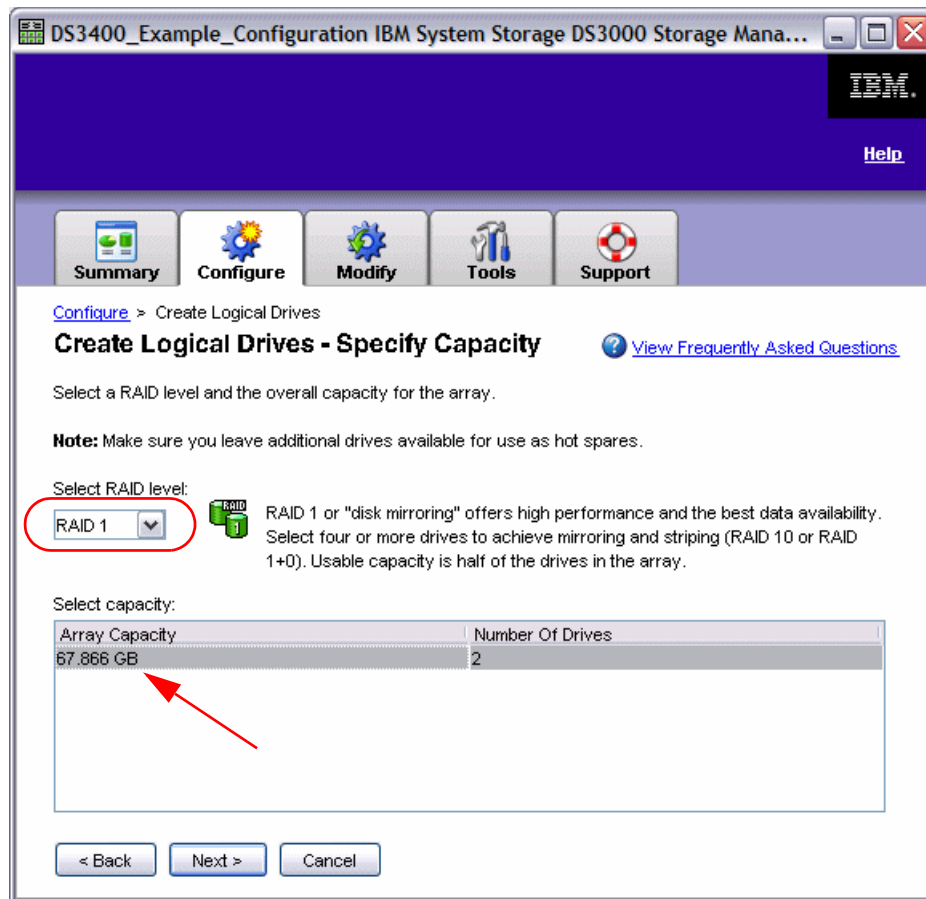 DS3400_Example_Configuration IBM System Storage DS3000 Storage Mana...
IBM.
Help
Summary
Configure
Modify
Tools
Support
Configure > Create Logical Drives
Create Logical Drives - Specify Capacity
? View Frequently Asked Questions
Select a RAID level and the overall capacity for the array.
Note: Make sure you leave additional drives available for use as hot spares.
Select RAID level:
RAID 1
RAID
1
RAID 1 or "disk mirroring" offers high performance and the best data availability.
Select four or more drives to achieve mirroring and striping (RAID 10 or RAID
1+0). Usable capacity is half of the drives in the array.
Select capacity:
Array Capacity Number Of Drives
67.866 GB 2
< Back Next > Cancel